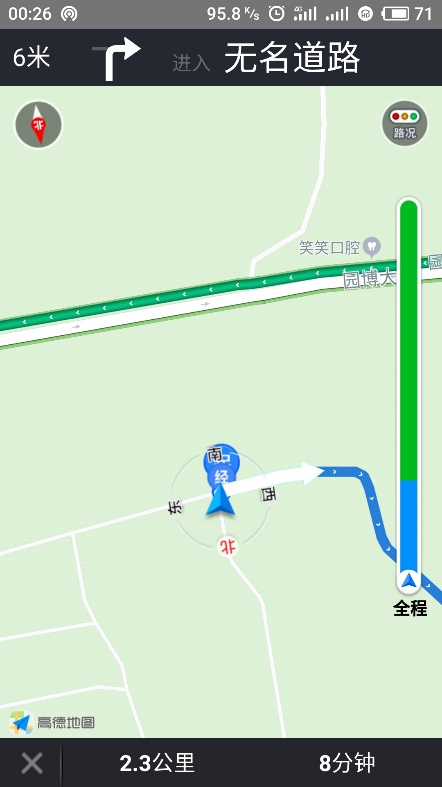 00:26 95.8 K/s 4G 71
6米 进入 无名道路
北
路况
笑笑口腔
园博大
园
南
经
东
西
北
全程
高德地图
2.3公里 8分钟